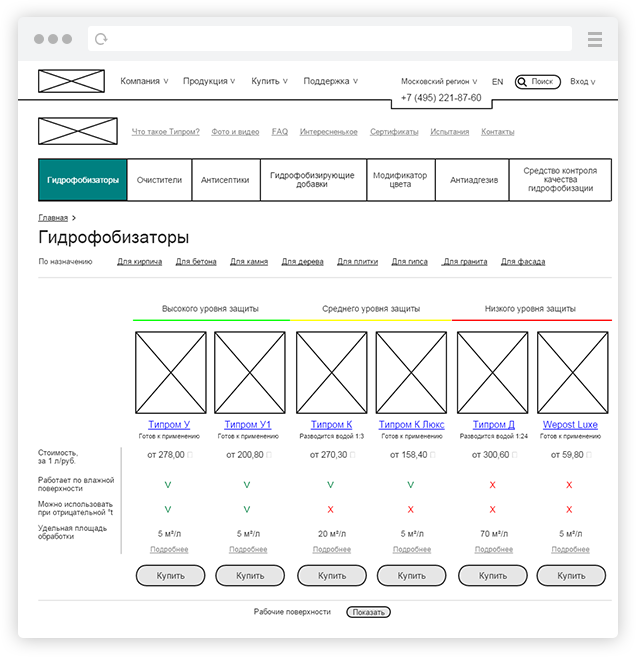 Компания v Продукция v Купить v Поддержка v Московский регион v EN Поиск Вход v
+7 (495) 221-87-60
Что такое Типром? Фото и видео FAQ Интересненькое Сертификаты Испытания Контакты
Гидрофобизаторы Очистители Антисептики Гидрофобизирующие добавки Модификатор цвета Антиадгезив Средство контроля качества гидрофобизации
Главная >
Гидрофобизаторы
По назначению Для кирпича Для бетона Для камня Для дерева Для плитки Для гипса Для гранита Для фасада
Высокого уровня защиты Среднего уровня защиты Низкого уровня защиты
Типром У Типром У1 Типром К Типром К Люкс Типром Д Wepost Luxe
Готов к применению Готов к применению Разводится водой 1:3 Готов к применению Разводится водой 1:24 Готов к применению
Стоимость, за 1 л/руб. от 278,00 от 200,80 от 270,30 от 158,40 от 300,60 от 59,80
Работает по влажной поверхности V V V V X X
Можно использовать при отрицательной °t V V X X X X
Удельная площадь обработки 5 м²/л 5 м²/л 20 м²/л 5 м²/л 70 м²/л 5 м²/л
Подробнее Подробнее Подробнее Подробнее Подробнее Подробнее
Купить Купить Купить Купить Купить Купить
Рабочие поверхности Показать